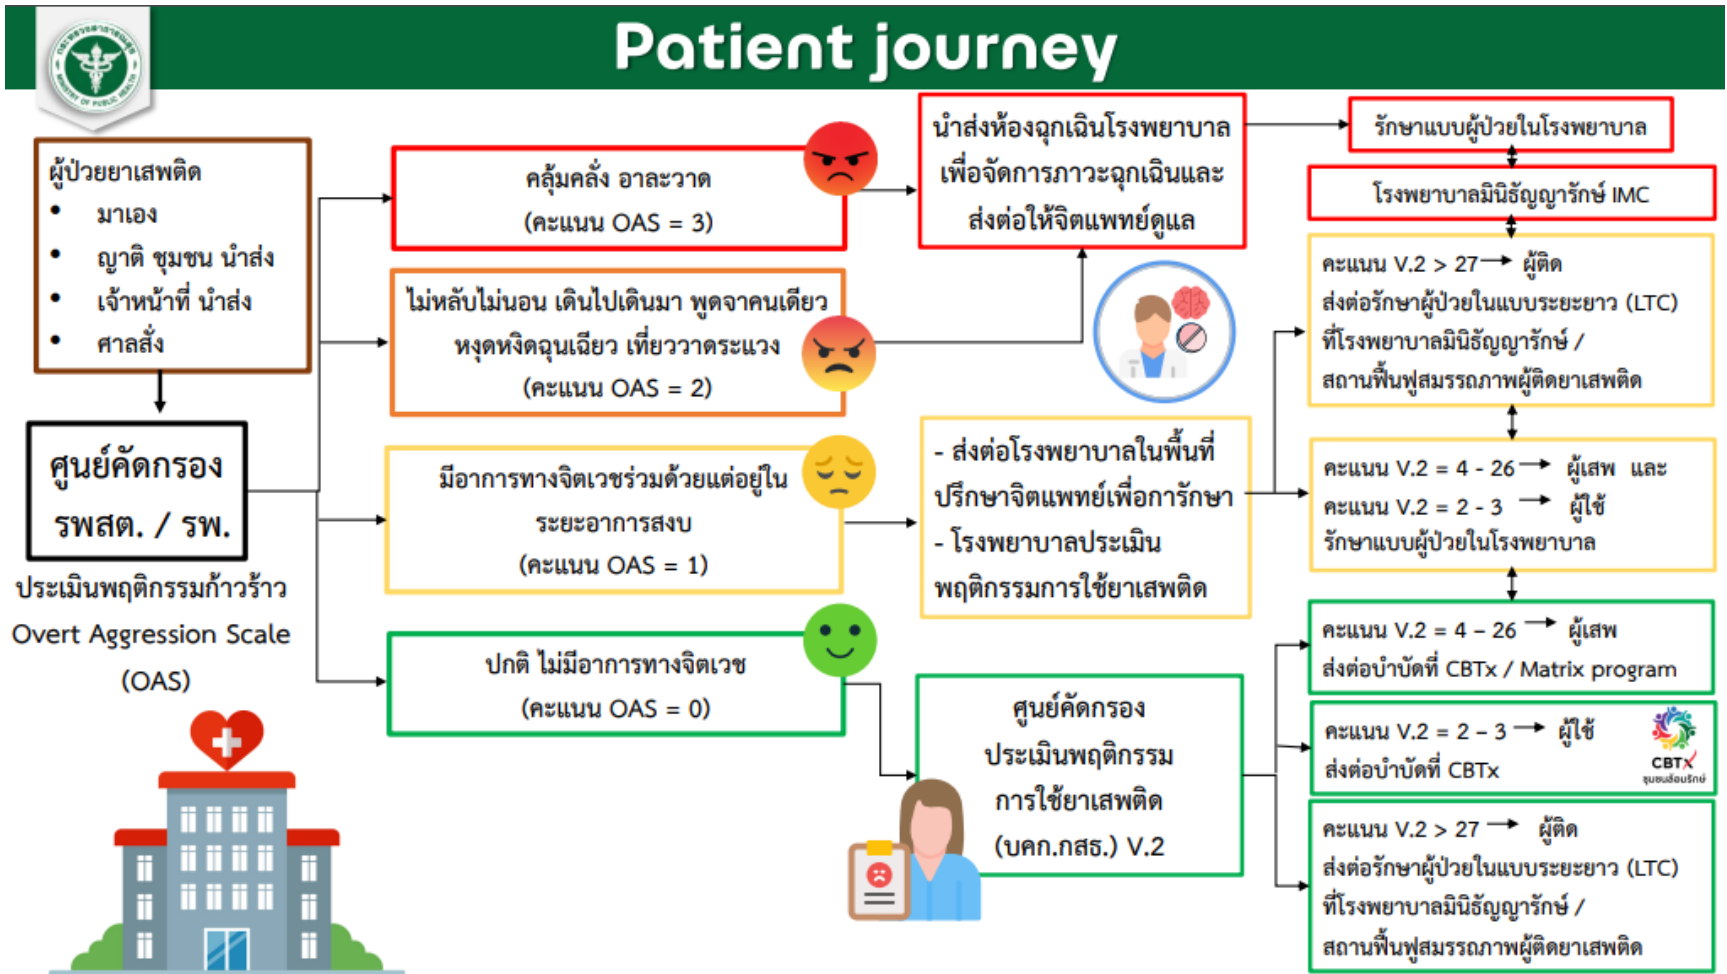 Patient journey
กระทรวงสาธารณสุข
MINISTRY OF PUBLIC HEALTH
ผู้ป่วยยาเสพติด
• มาเอง
• ญาติ ชุมชน นำส่ง
• เจ้าหน้าที่ นำส่ง
• ศาลสั่ง
ศูนย์คัดกรอง
รพสต. / รพ.
ประเมินพฤติกรรมก้าวร้าว
Overt Aggression Scale
(OAS)
คลุ้มคลั่ง อาละวาด
(คะแนน OAS = 3)
ไม่หลับไม่นอน เดินไปเดินมา พูดจาคนเดียว
หงุดหงิดฉุนเฉียว เที่ยววาดระแวง
(คะแนน OAS = 2)
มีอาการทางจิตเวชร่วมด้วยแต่อยู่ใน
ระยะอาการสงบ
(คะแนน OAS = 1)
ปกติ ไม่มีอาการทางจิตเวช
(คะแนน OAS = 0)
นำส่งห้องฉุกเฉินโรงพยาบาล
เพื่อจัดการภาวะฉุกเฉินและ
ส่งต่อให้จิตแพทย์ดูแล
- ส่งต่อโรงพยาบาลในพื้นที่
ปรึกษาจิตแพทย์เพื่อการักษา
- โรงพยาบาลประเมิน
พฤติกรรมการใช้ยาเสพติด
ศูนย์คัดกรอง
ประเมินพฤติกรรม
การใช้ยาเสพติด
(บคก.กสธ.) V.2
รักษาแบบผู้ป่วยในโรงพยาบาล
โรงพยาบาลมินิธัญญารักษ์ IMC
คะแนน V.2 > 27 → ผู้ติด
ส่งต่อรักษาผู้ป่วยในแบบระยะยาว (LTC)
ที่โรงพยาบาลมินิธัญญารักษ์ /
สถานฟื้นฟูสมรรถภาพผู้ติดยาเสพติด
คะแนน V.2 = 4 - 26 → ผู้เสพ และ
คะแนน V.2 = 2 - 3 → ผู้ใช้
รักษาแบบผู้ป่วยในโรงพยาบาล
คะแนน V.2 = 4 – 26 → ผู้เสพ
ส่งต่อบำบัดที่ CBTx / Matrix program
คะแนน V.2 = 2 – 3 → ผู้ใช้
ส่งต่อบำบัดที่ CBTx
CBTx
ชุมชนล้อมรักษ์
คะแนน V.2 > 27 → ผู้ติด
ส่งต่อรักษาผู้ป่วยในแบบระยะยาว (LTC)
ที่โรงพยาบาลมินิธัญญารักษ์ /
สถานฟื้นฟูสมรรถภาพผู้ติดยาเสพติด